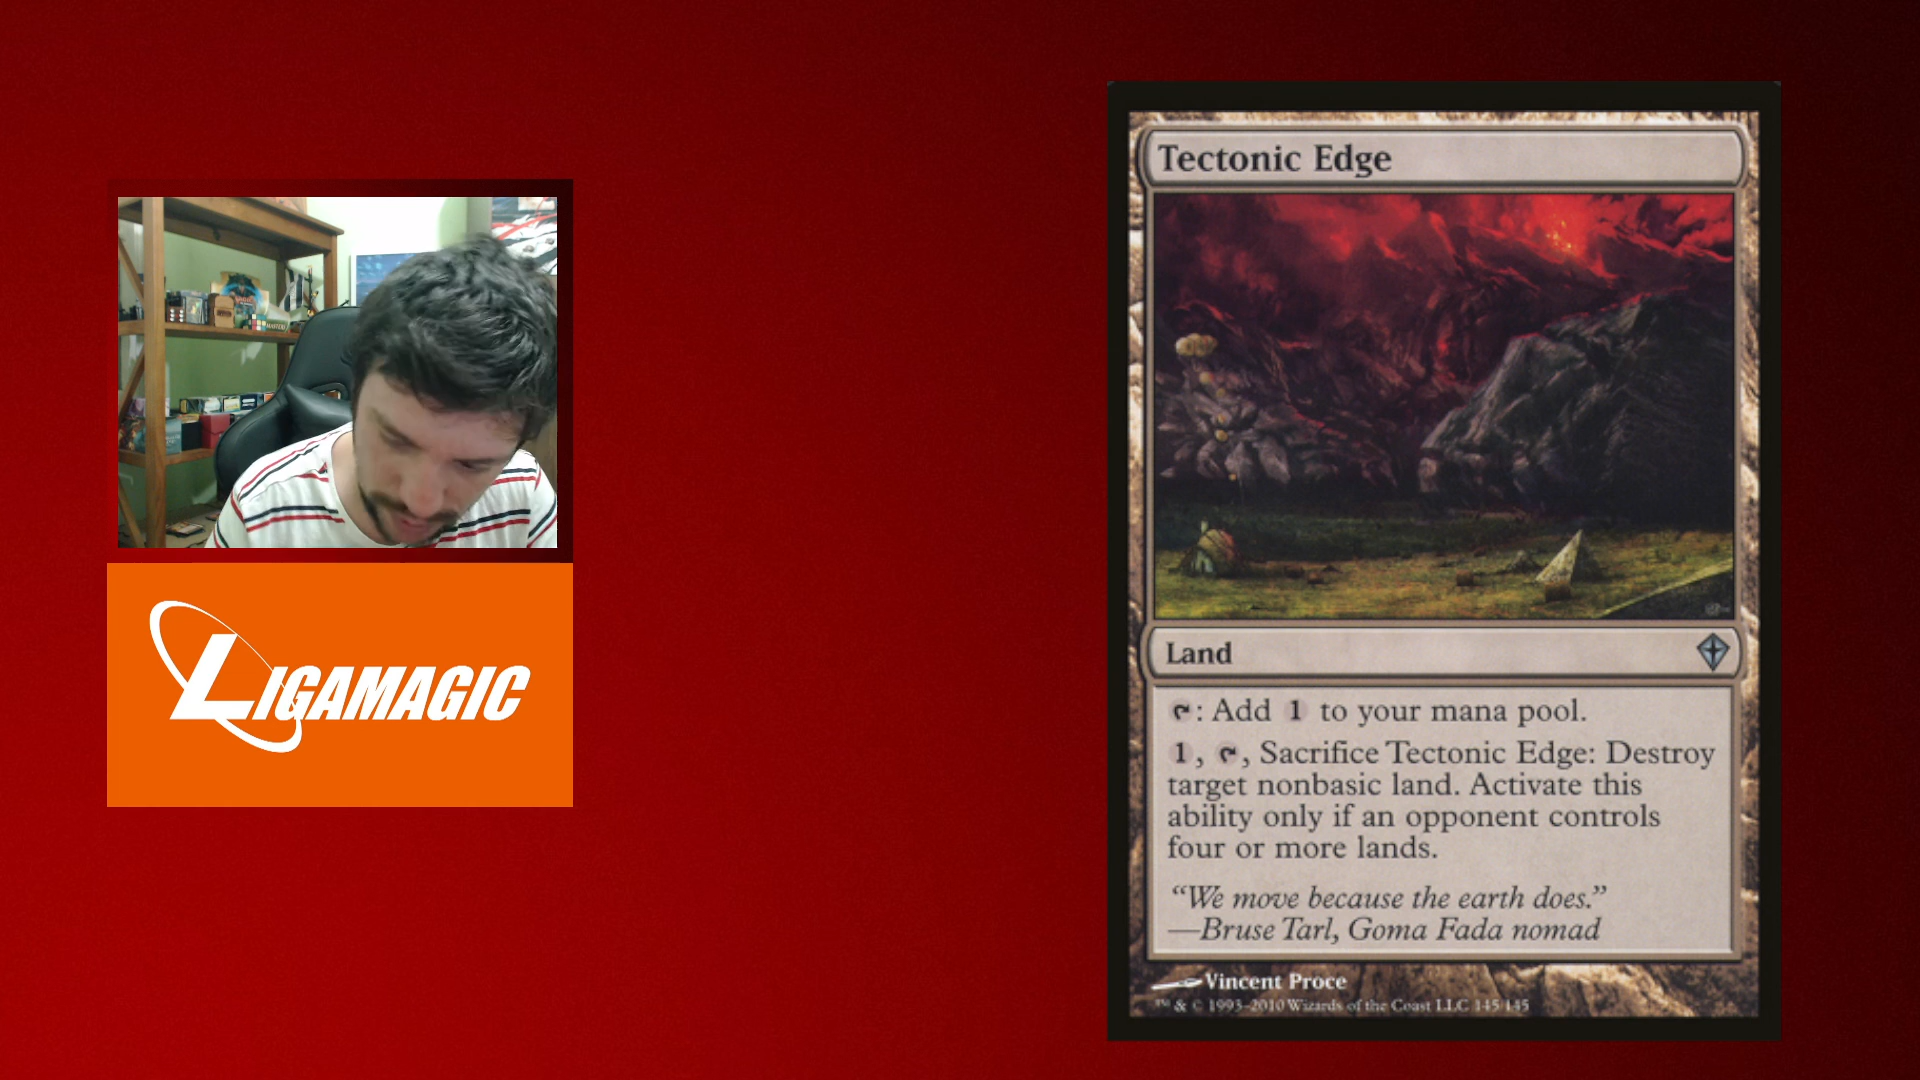 LIGAMAGIC
Tectonic Edge
Land
: Add 1 to your mana pool.
1, , Sacrifice Tectonic Edge: Destroy
target nonbasic land. Activate this
ability only if an opponent controls
four or more lands.
“We move because the earth does.”
—Bruse Tarl, Goma Fada nomad
Vincent Proce
™ & © 1993–2010 Wizards of the Coast LLC 145/145